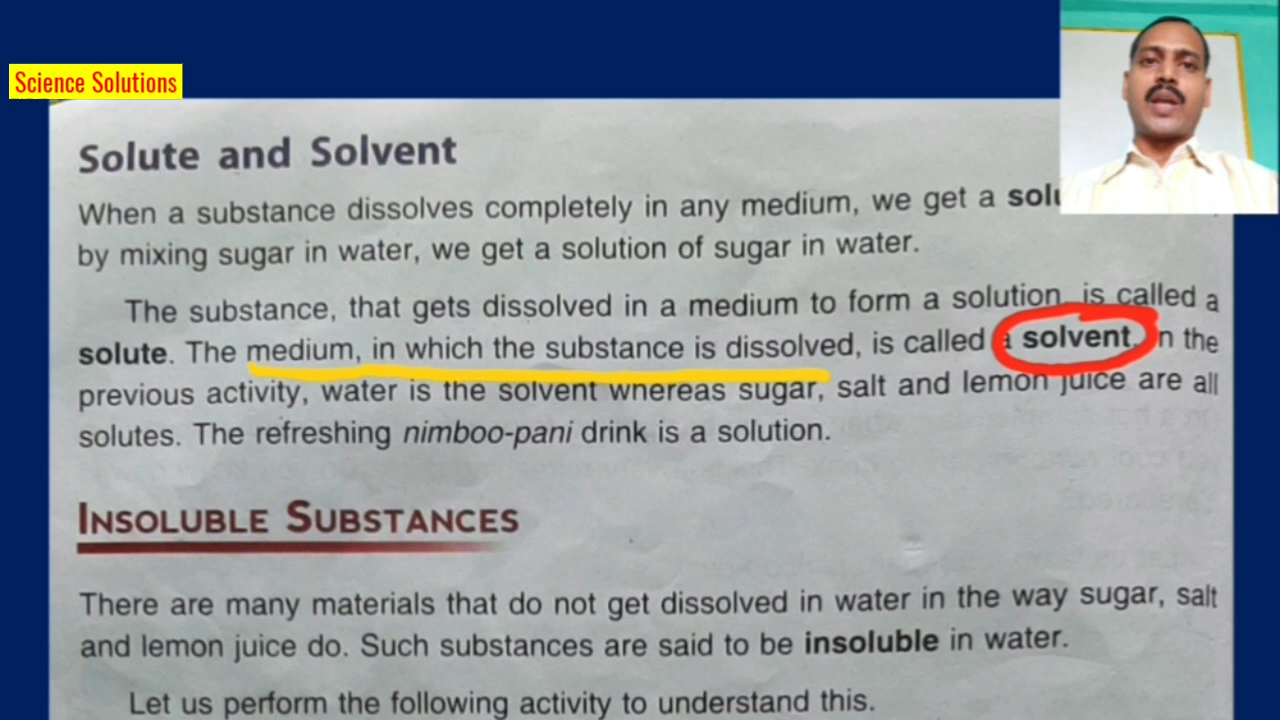 Science Solutions
Solute and Solvent
When a substance dissolves completely in any medium, we get a
by mixing sugar in water, we get a solution of sugar in water.
The substance, that gets dissolved in a medium to form a solution, is called a
solute. The medium, in which the substance is dissolved, is called a solvent. In the
previous activity, water is the solvent whereas sugar, salt and lemon juice are all
solutes. The refreshing nimboo-pani drink is a solution.
INSOLUBLE SUBSTANCES
There are many materials that do not get dissolved in water in the way sugar, salt
and lemon juice do. Such substances are said to be insoluble in water.
Let us perform the following activity to understand this.